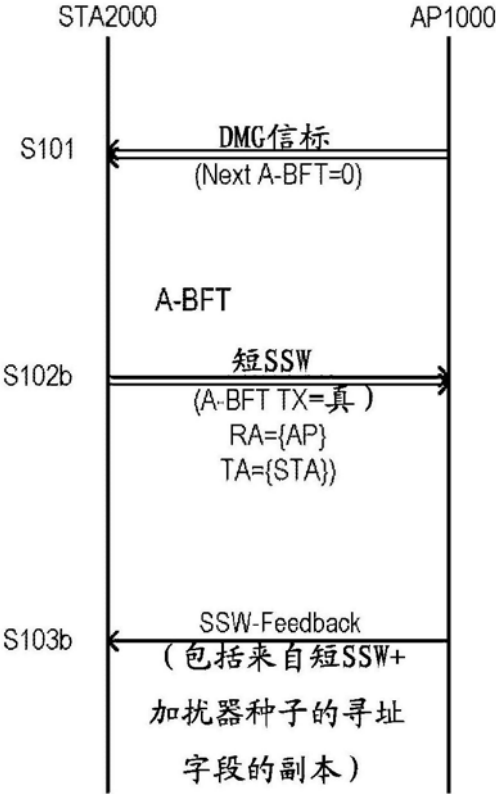 STA2000 AP1000
S101 DMG信标
(Next A-BFT=0)
A-BFT
S102b 短SSW
(A-BFT TX=真)
RA={AP}
TA={STA})
S103b SSW-Feedback
(包括来自短SSW+
加扰器种子的寻址
字段的副本)